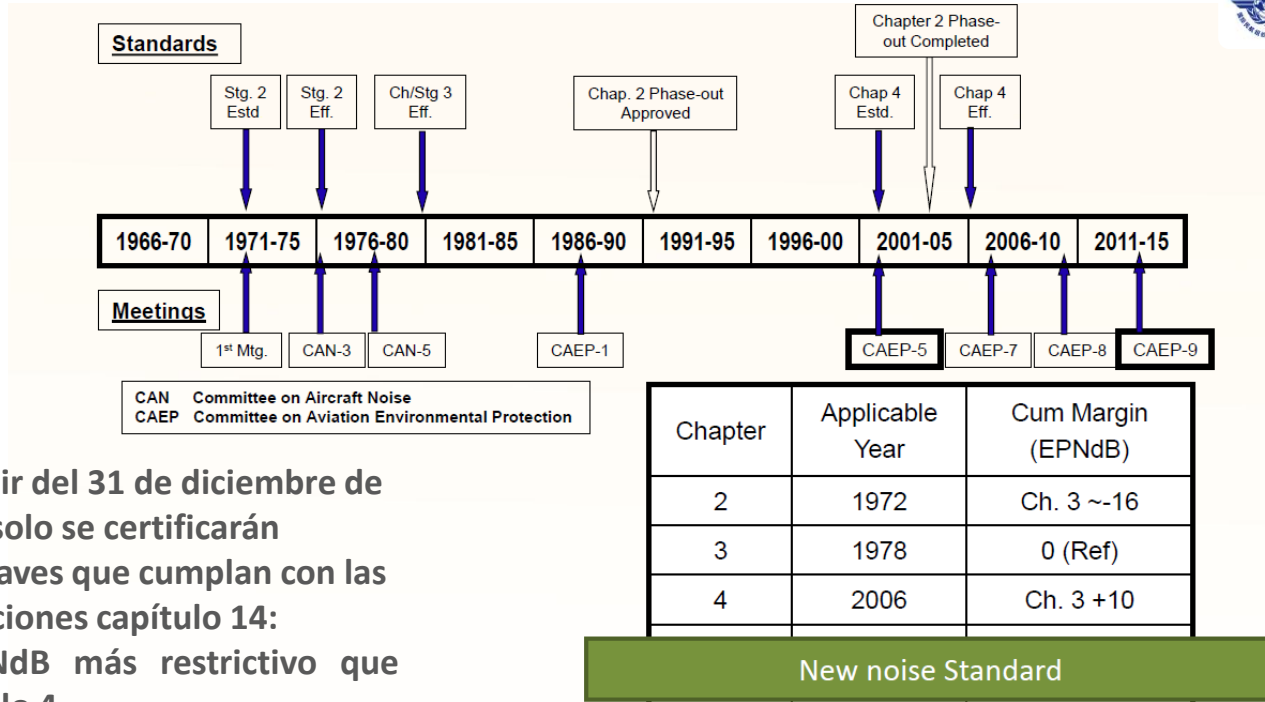 Standards
Chapter 2 Phase-
out Completed
Stg. 2
Estd
Stg. 2
Eff.
Ch/Stg 3
Eff.
Chap. 2 Phase-out
Approved
Chap 4
Estd.
Chap 4
Eff.
1966-70 1971-75 1976-80 1981-85 1986-90 1991-95 1996-00 2001-05 2006-10 2011-15
Meetings
1st Mtg. CAN-3 CAN-5 CAEP-1 CAEP-5 CAEP-7 CAEP-8 CAEP-9
CAN Committee on Aircraft Noise
CAEP Committee on Aviation Environmental Protection
ir del 31 de diciembre de
solo se certificarán
aves que cumplan con las
ciones capítulo 14:
NdB más restrictivo que
lo 4
Chapter Applicable Year Cum Margin (EPNdB)
2 1972 Ch. 3 ~-16
3 1978 0 (Ref)
4 2006 Ch. 3 +10
New noise Standard